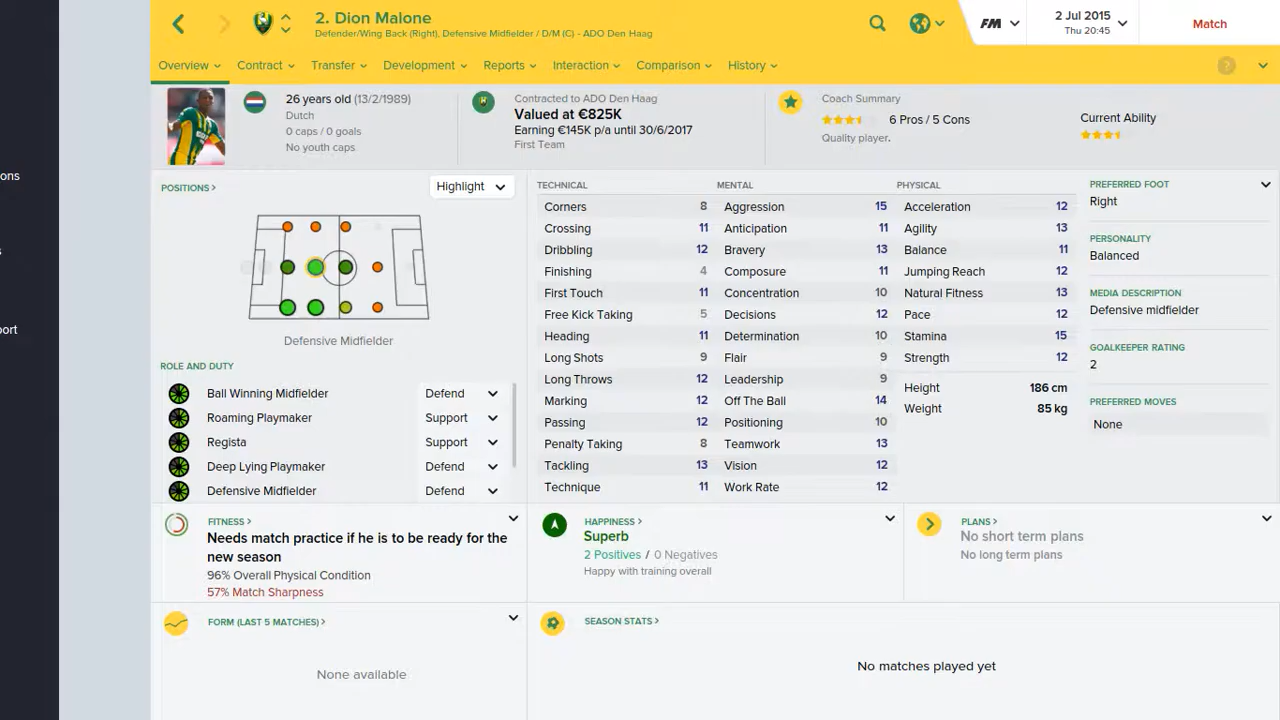 ons
s
port
2. Dion Malone
Defender/Wing Back (Right), Defensive Midfielder / D/M (C) - ADO Den Haag
FM
2 Jul 2015
Thu 20:45
Match
Overview
Contract
Transfer
Development
Reports
Interaction
Comparison
History
?
26 years old (13/2/1989)
Dutch
0 caps / 0 goals
No youth caps
Contracted to ADO Den Haag
Valued at €825K
Earning €145K p/a until 30/6/2017
First Team
Coach Summary
6 Pros / 5 Cons
Quality player.
Current Ability
POSITIONS >
Highlight
Defensive Midfielder
ROLE AND DUTY
Ball Winning Midfielder Defend
Roaming Playmaker Support
Regista Support
Deep Lying Playmaker Defend
Defensive Midfielder Defend
TECHNICAL
Corners 8
Crossing 11
Dribbling 12
Finishing 4
First Touch 11
Free Kick Taking 5
Heading 11
Long Shots 9
Long Throws 12
Marking 12
Passing 12
Penalty Taking 8
Tackling 13
Technique 11
MENTAL
Aggression 15
Anticipation 11
Bravery 13
Composure 11
Concentration 10
Decisions 12
Determination 10
Flair 9
Leadership 9
Off The Ball 14
Positioning 10
Teamwork 13
Vision 12
Work Rate 12
PHYSICAL
Acceleration 12
Agility 13
Balance 11
Jumping Reach 12
Natural Fitness 13
Pace 12
Stamina 15
Strength 12
Height 186 cm
Weight 85 kg
PREFERRED FOOT
Right
PERSONALITY
Balanced
MEDIA DESCRIPTION
Defensive midfielder
GOALKEEPER RATING
2
PREFERRED MOVES
None
FITNESS >
Needs match practice if he is to be ready for the
new season
96% Overall Physical Condition
57% Match Sharpness
HAPPINESS >
Superb
2 Positives / 0 Negatives
Happy with training overall
PLANS >
No short term plans
No long term plans
FORM (LAST 5 MATCHES) >
None available
SEASON STATS >
No matches played yet